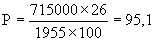 P = 715000*26 / 1955*100 = 95,1